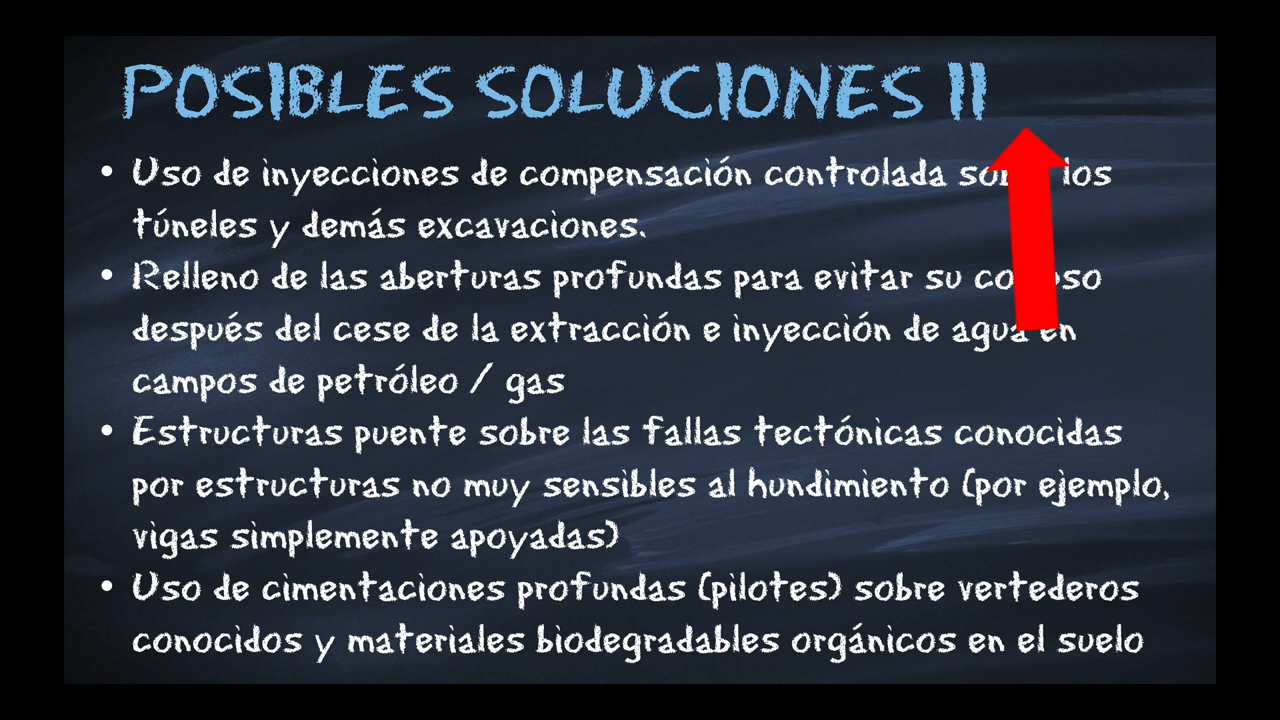 POSIBLES SOLUCIONES II
• Uso de inyecciones de compensación controlada los
túneles y demás excavaciones.
• Relleno de las aberturas profundas para evitar su
después del cese de la extracción e inyección de agua en
campos de petróleo / gas
• Estructuras puente sobre las fallas tectónicas conocidas
por estructuras no muy sensibles al hundimiento (por ejemplo,
vigas simplemente apoyadas)
• Uso de cimentaciones profundas (pilotes) sobre vertederos
conocidos y materiales biodegradables orgánicos en el suelo